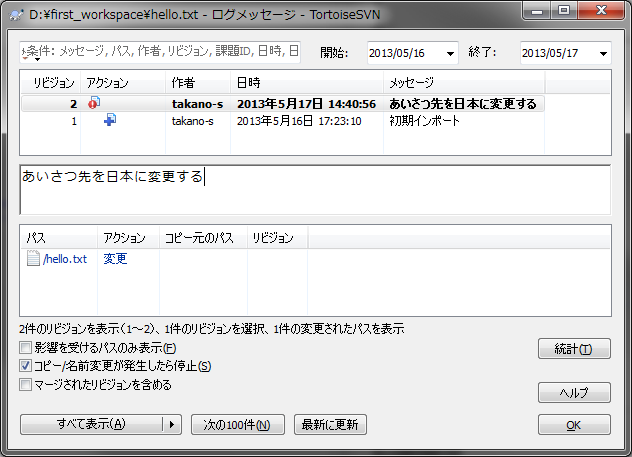 D:¥first_workspace¥hello.txt - ログメッセージ - TortoiseSVN
条件: メッセージ, パス, 作者, リビジョン, 課題ID, 日時, 日 開始: 2013/05/16 終了: 2013/05/17
リビジョン アクション 作者 日時 メッセージ
2 takano-s 2013年5月17日 14:40:56 あいさつ先を日本に変更する
1 takano-s 2013年5月16日 17:23:10 初期インポート
あいさつ先を日本に変更する
パス アクション コピー元のパス リビジョン
/hello.txt 変更
2件のリビジョンを表示（1～2）、1件のリビジョンを選択、1件の変更されたパスを表示
影響を受けるパスのみ表示(F)
統計(T)
コピー/名前変更が発生したら停止(S)
マージされたリビジョンを含める
ヘルプ
すべて表示(A) 次の100件(N) 最新に更新 OK